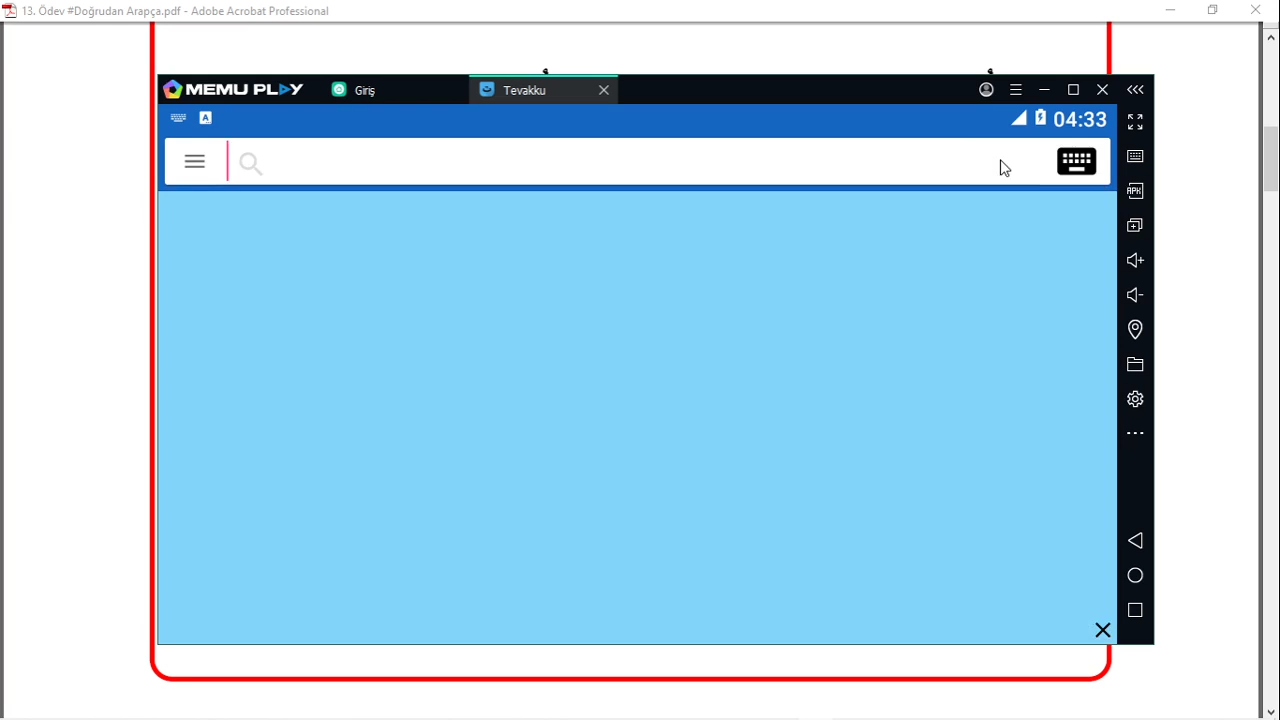 13. Ödev #Doğrudan Arapça.pdf - Adobe Acrobat Professional
MEMU PLAY
Giriş
Tevakku
A
04:33
APK